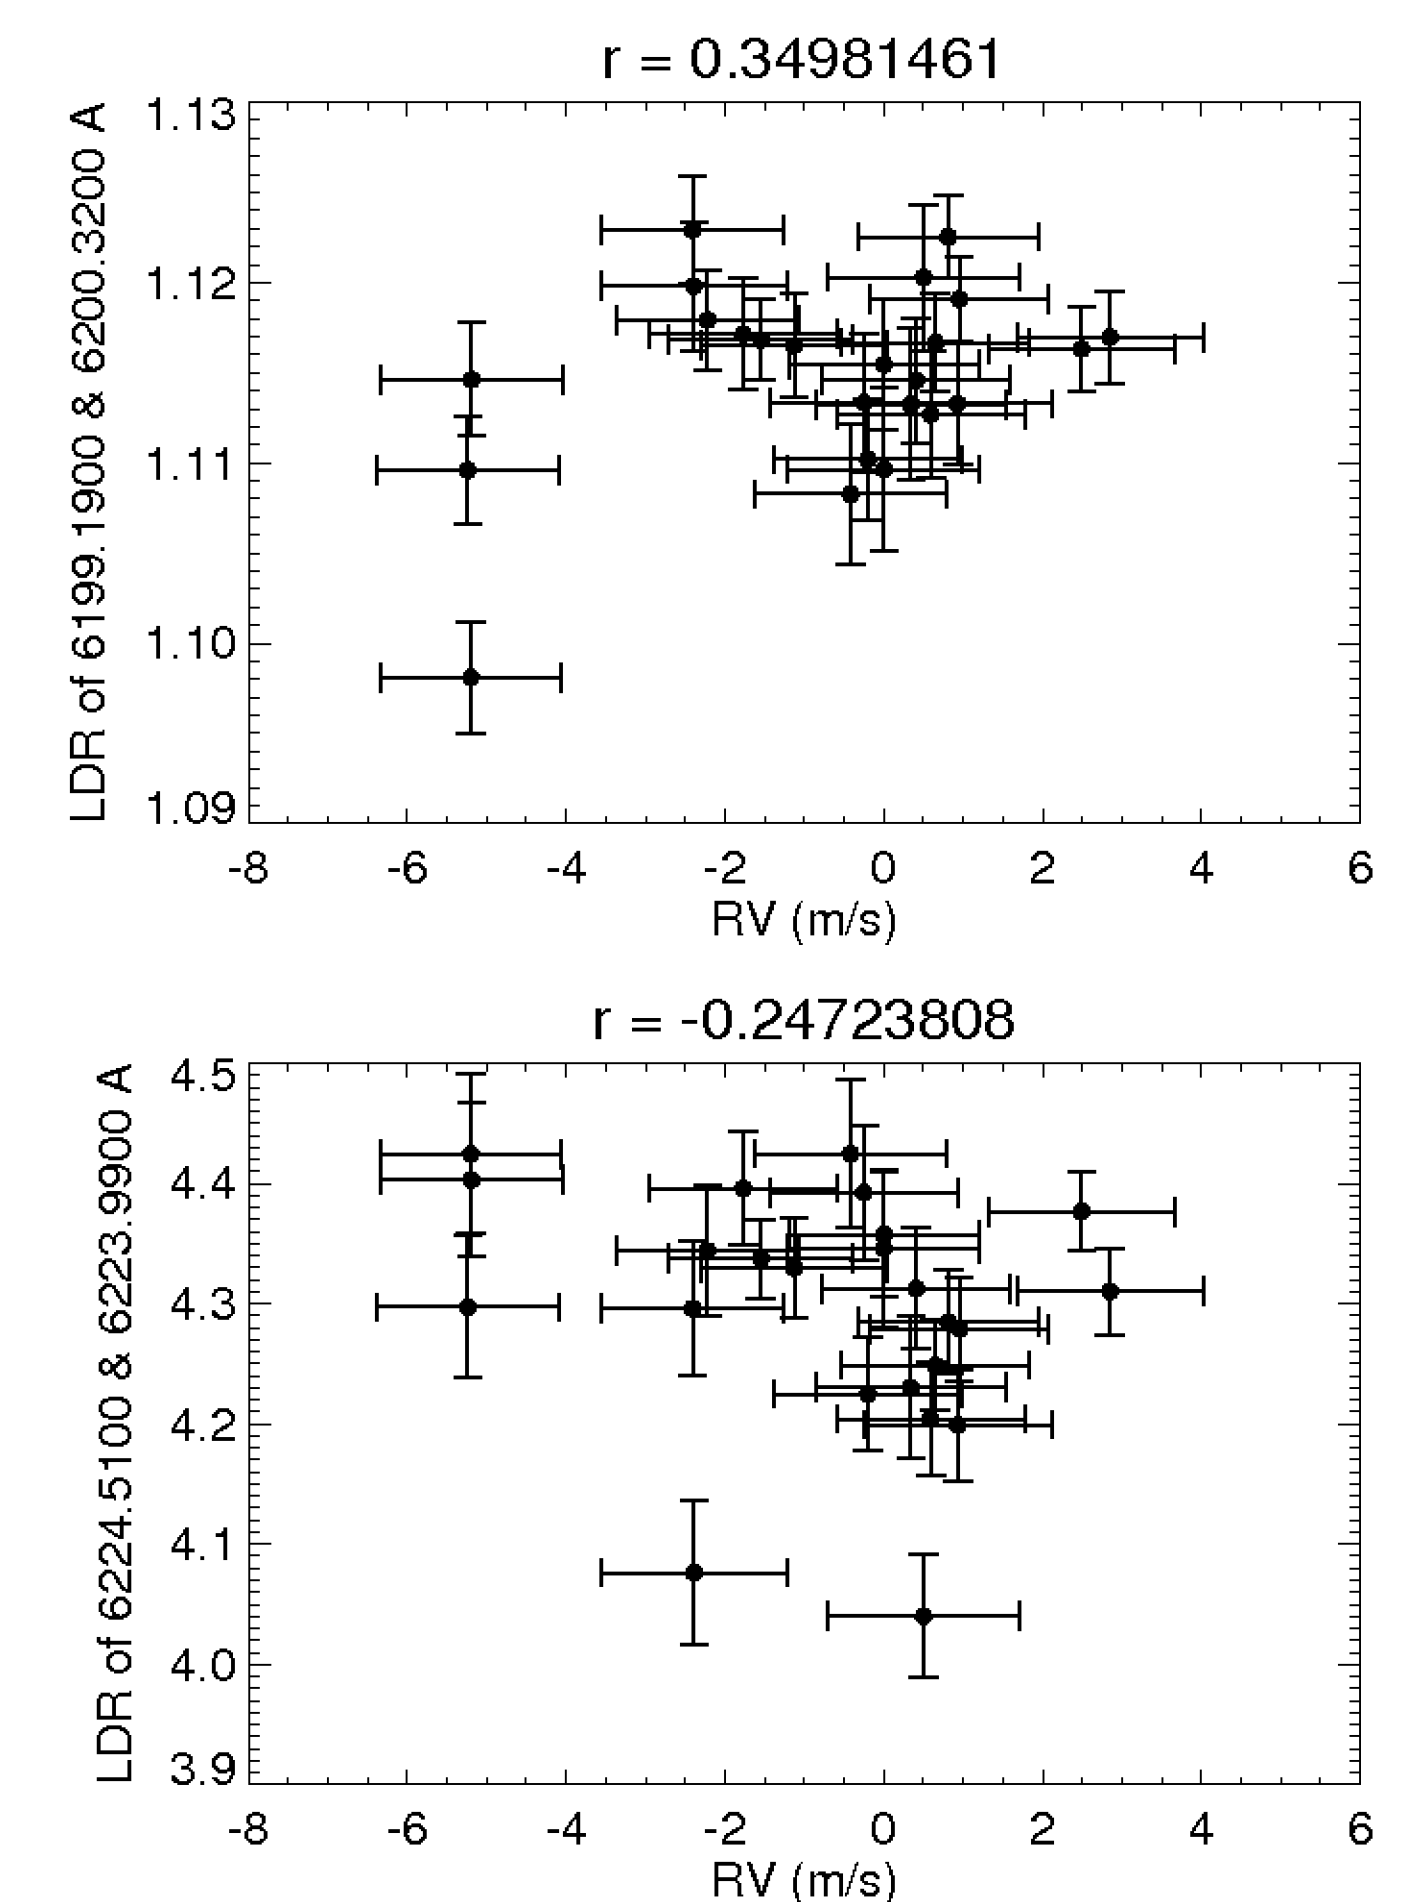 r = 0.34981461
LDR of 6199.1900 & 6200.3200 A
1.13
1.12
1.11
1.10
1.09
-8 -6 -4 -2 0 2 4 6
RV (m/s)
r = -0.24723808
LDR of 6224.5100 & 6223.9900 A
4.5
4.4
4.3
4.2
4.1
4.0
3.9
-8 -6 -4 -2 0 2 4 6
RV (m/s)